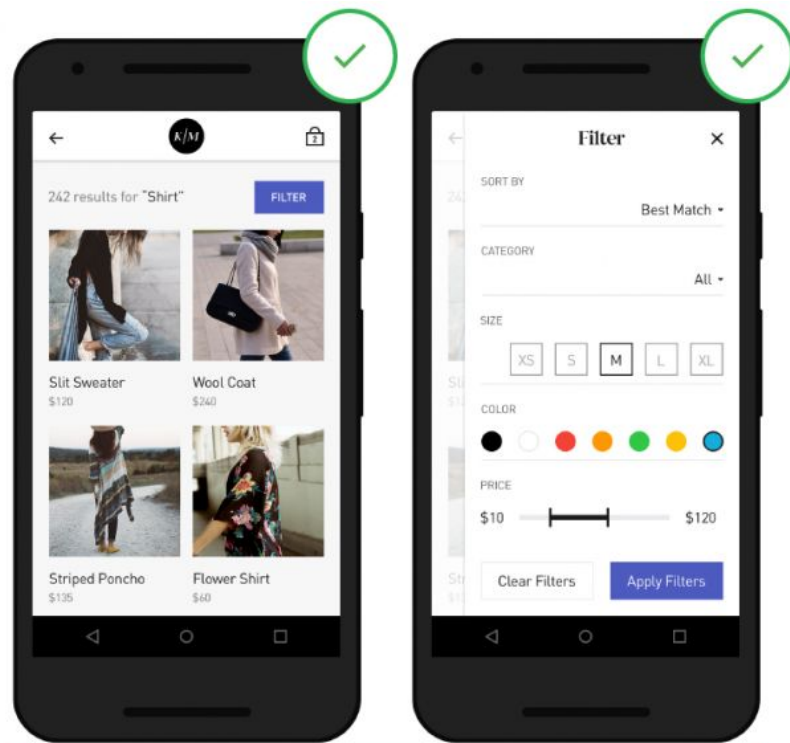 K/M
2
242 results for "Shirt"
FILTER
Slit Sweater
$120
Wool Coat
$240
Striped Poncho
$135
Flower Shirt
$60
Filter
SORT BY
Best Match
CATEGORY
All
SIZE
XS S M L XL
COLOR
PRICE
$10
$120
Clear Filters
Apply Filters